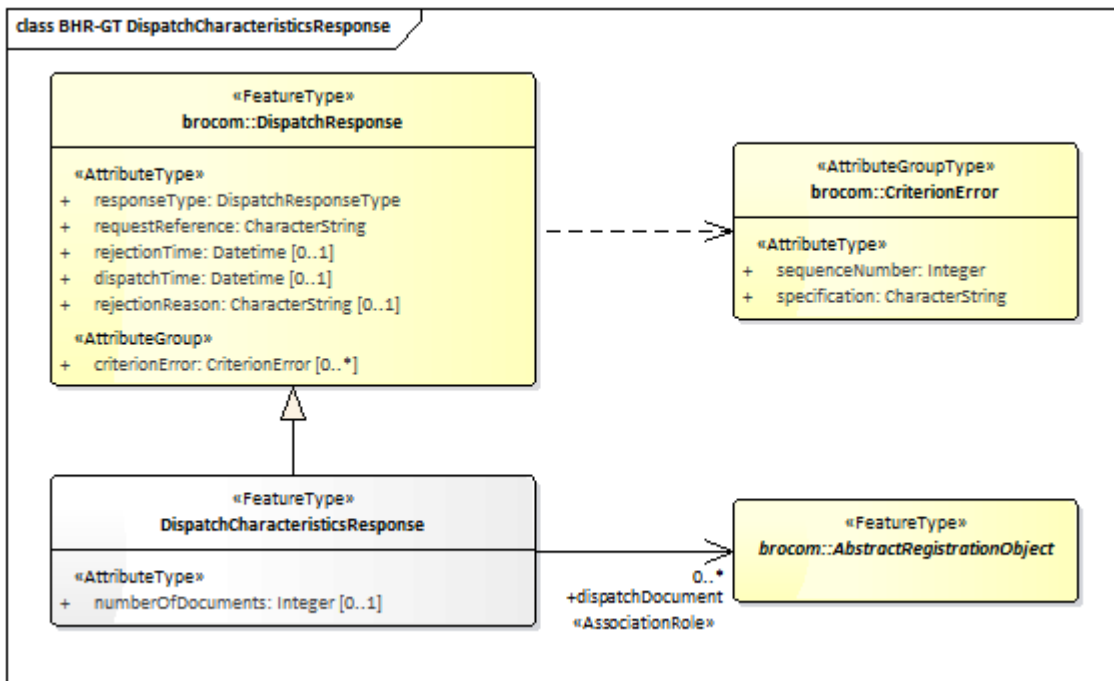 class BHR-GT DispatchCharacteristicsResponse
«FeatureType»
brocom::DispatchResponse
«AttributeType»
+ responseType: DispatchResponseType
+ requestReference: CharacterString
+ rejectionTime: Datetime [0..1]
+ dispatchTime: Datetime [0..1]
+ rejectionReason: CharacterString [0..1]
«AttributeGroup»
+ criterionError: CriterionError [0..*]
«AttributeGroupType»
brocom::CriterionError
«AttributeType»
+ sequenceNumber: Integer
+ specification: CharacterString
«FeatureType»
DispatchCharacteristicsResponse
«AttributeType»
+ numberOfDocuments: Integer [0..1]
0..*
+dispatchDocument
«AssociationRole»
«FeatureType»
brocom::AbstractRegistrationObject